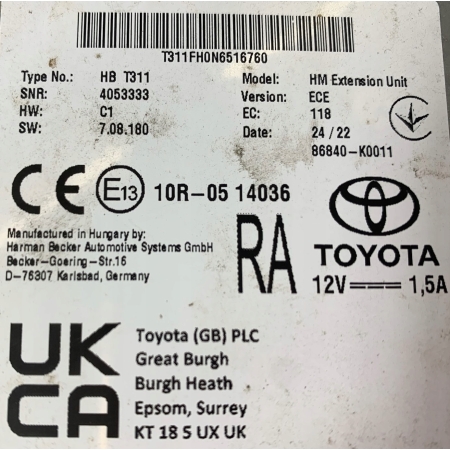 T311FH0N6516760
Type No.: HB T311 Model: HM Extension Unit
SNR: 4053333 Version: ECE
HW: C1 EC: 118
SW: 7.08.180 Date: 24 / 22
86840-K0011
CE E13 10R-05 14036
Manufactured in Hungary by:
Harman Becker Automotive Systems GmbH
Becker-Goering-Str.16
D-76307 Karlsbad, Germany
RA
TOYOTA
12V 1,5A
UK
CA
Toyota (GB) PLC
Great Burgh
Burgh Heath
Epsom, Surrey
KT 18 5 UX UK